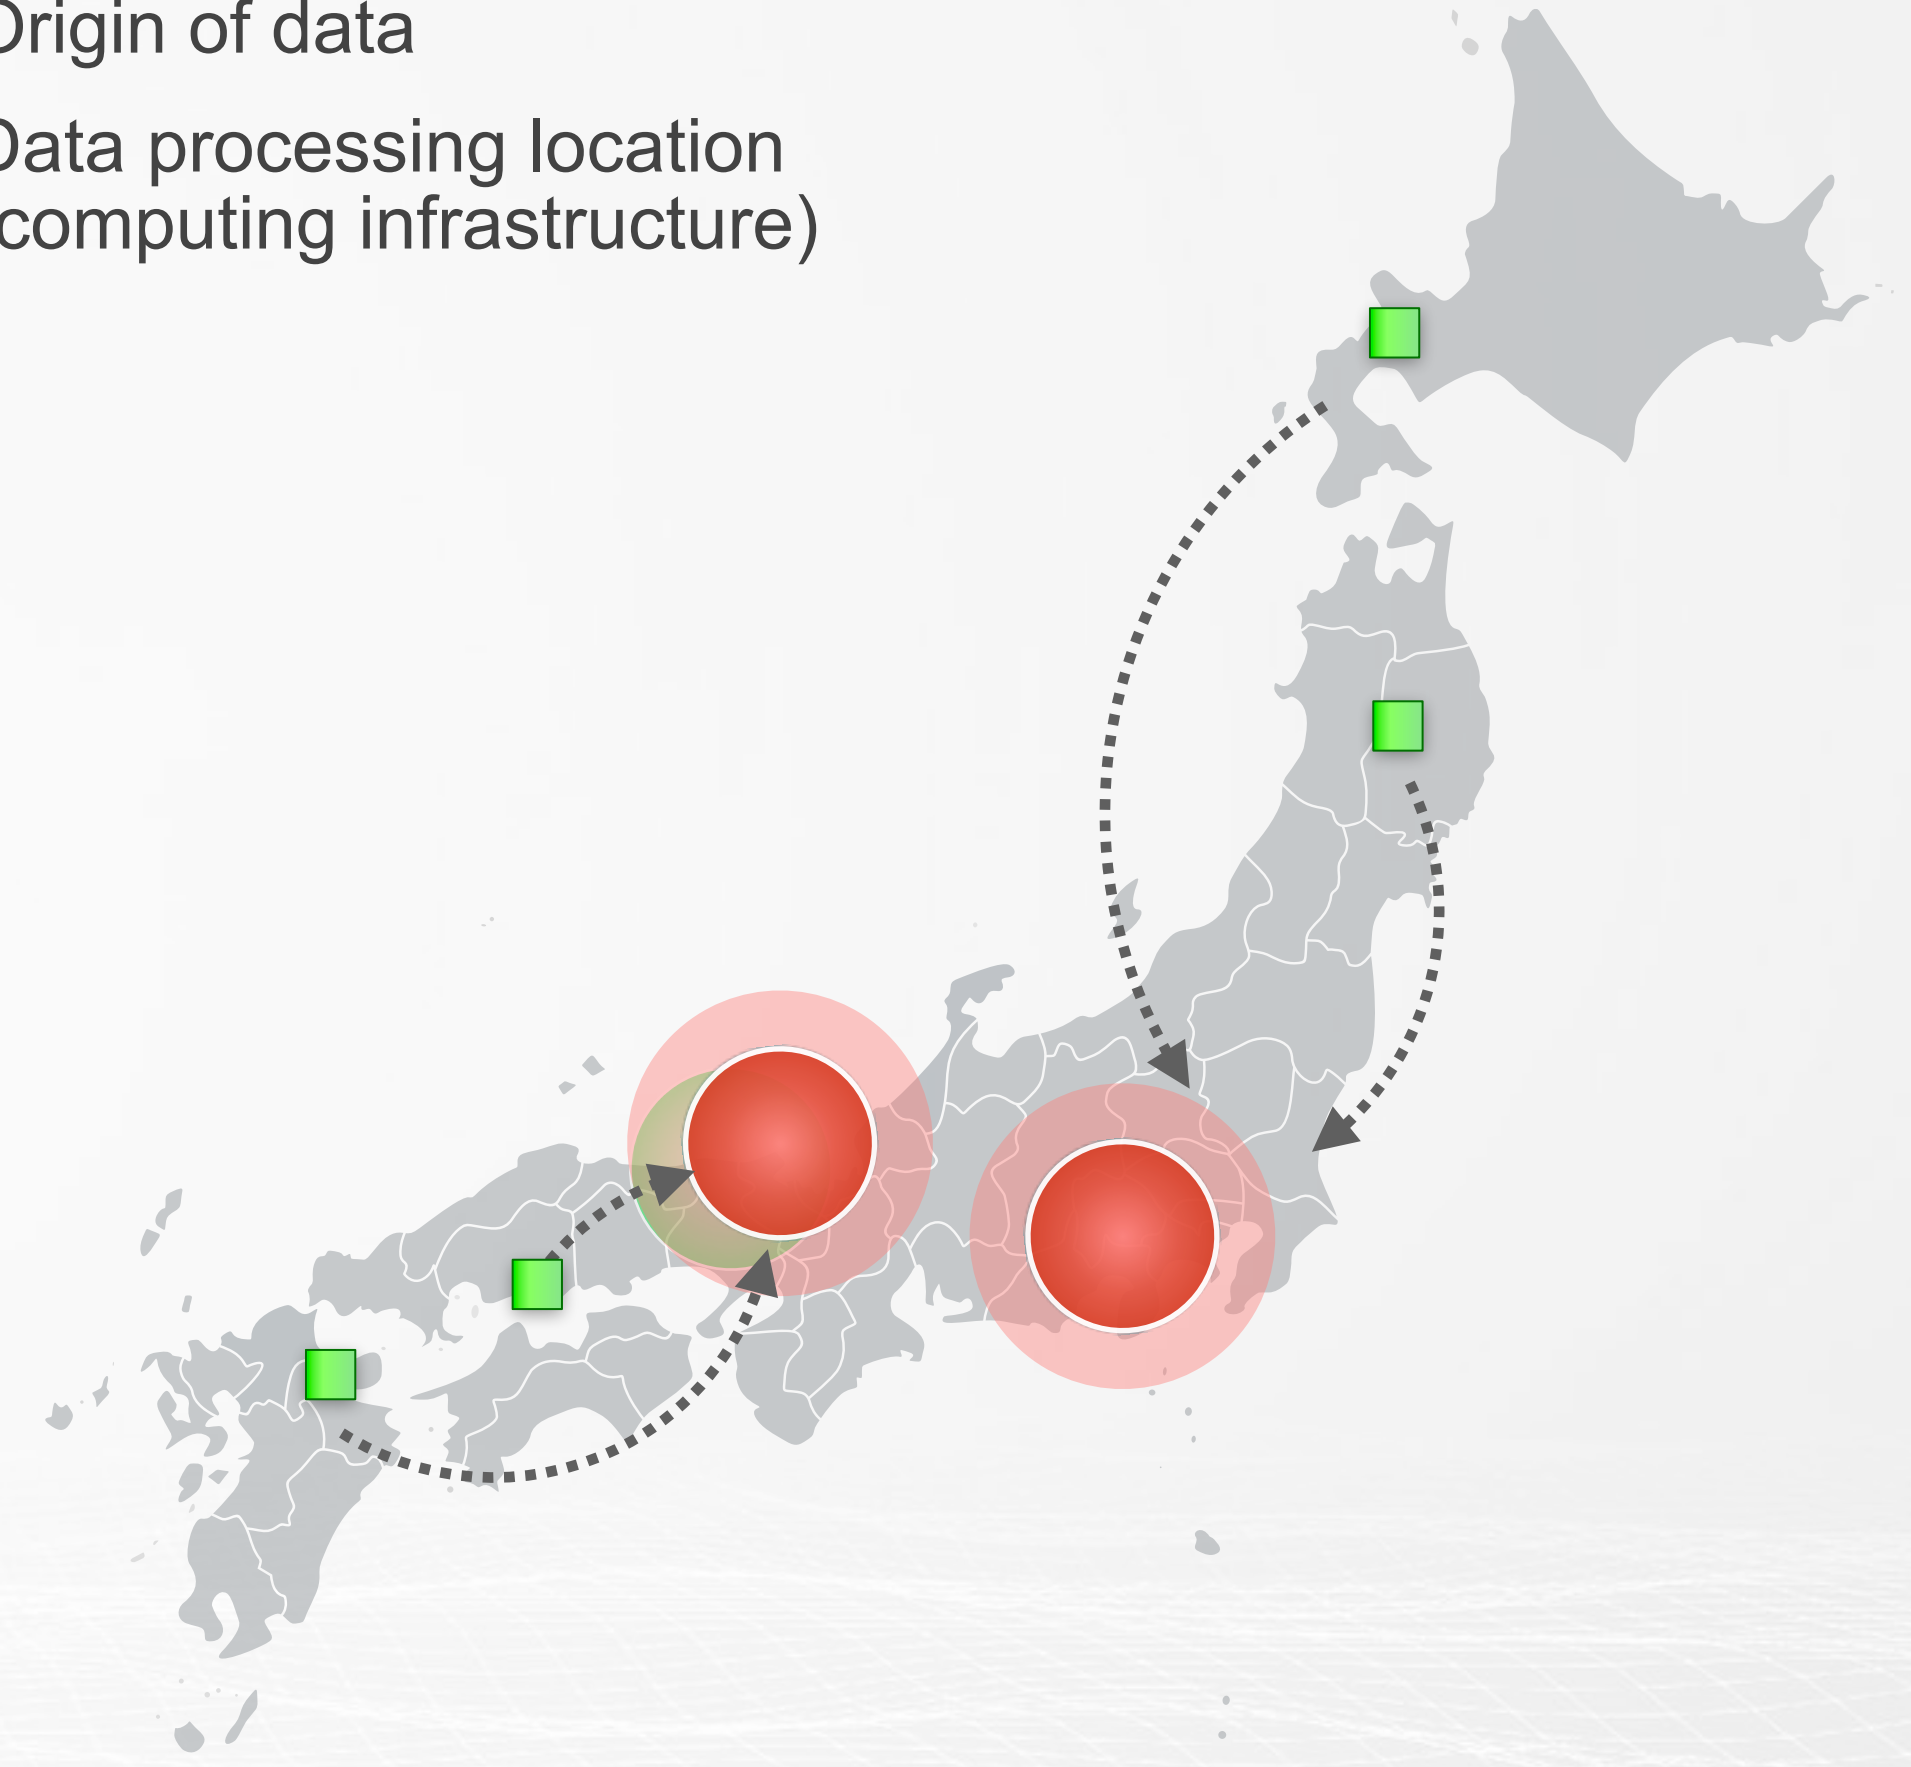 Origin of data
Data processing location
(computing infrastructure)